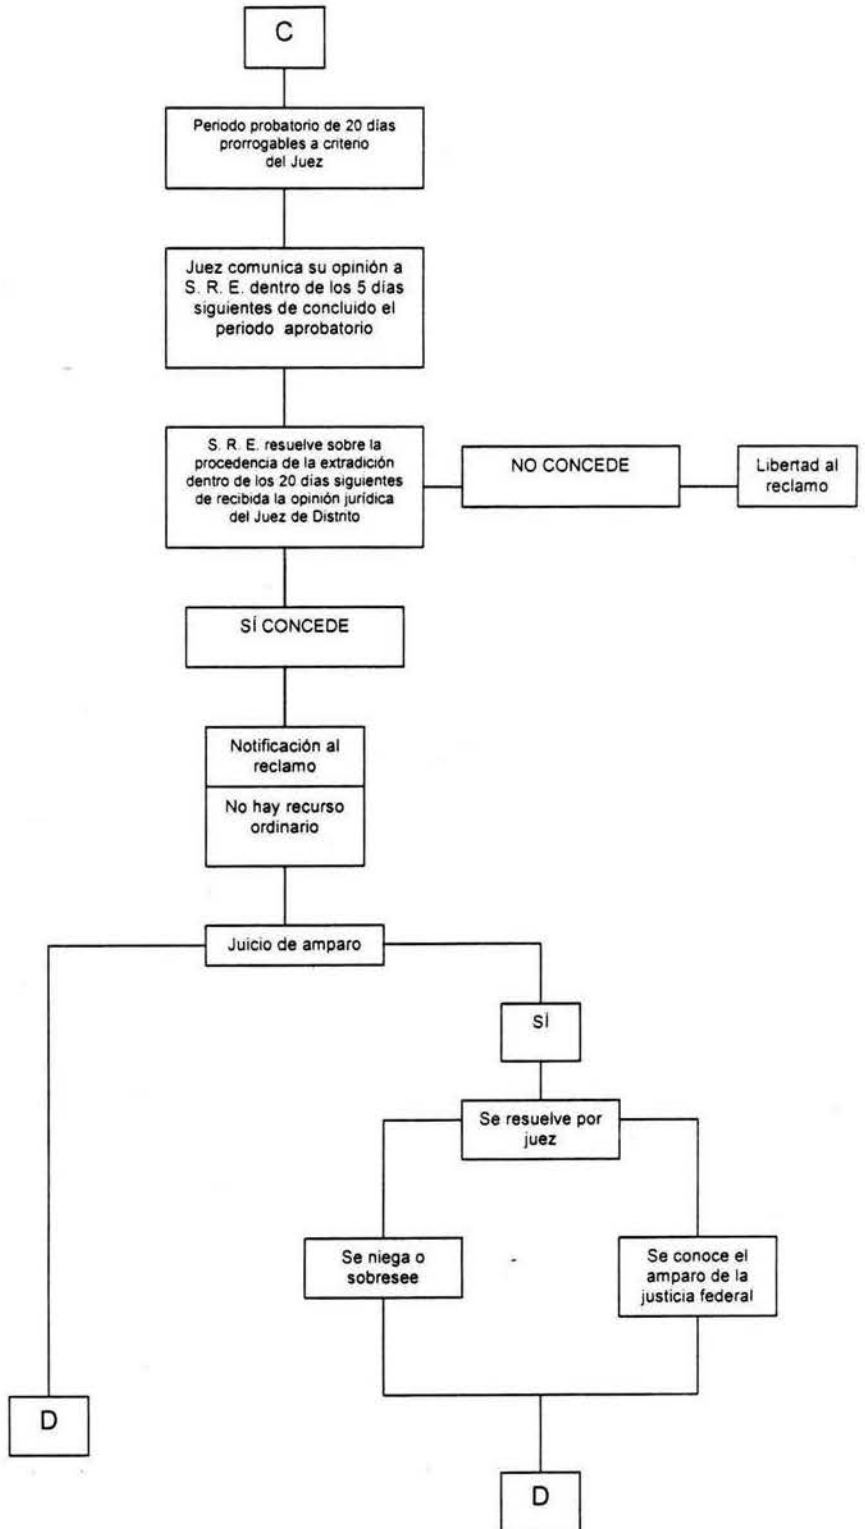 C
Periodo probatorio de 20 días
prorrogables a criterio
del Juez
Juez comunica su opinión a
S. R. E. dentro de los 5 días
siguientes de concluido el
periodo aprobatorio
S. R. E. resuelve sobre la
procedencia de la extradición
dentro de los 20 días siguientes
de recibida la opinión jurídica
del Juez de Distrito
NO CONCEDE
Libertad al
reclamo
SÍ CONCEDE
Notificación al
reclamo
No hay recurso
ordinario
Juicio de amparo
SÍ
Se resuelve por
juez
Se niega o
sobresee
Se conoce el
amparo de la
justicia federal
D
D